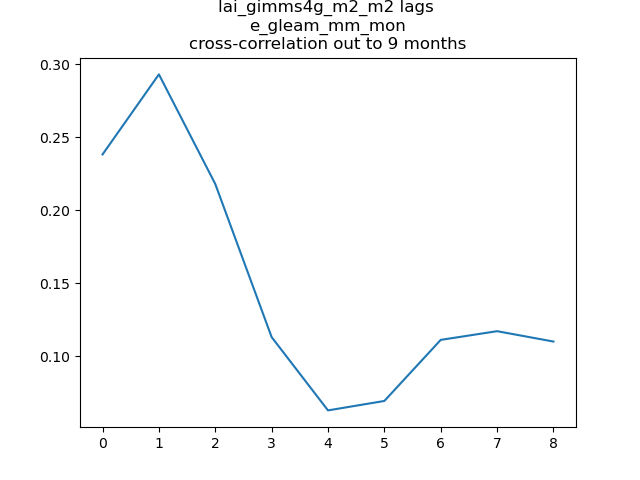 lai_gimms4g_m2_m2 lags
e_gleam_mm_mon
cross-correlation out to 9 months
0.30
0.25
0.20
0.15
0.10
0 1 2 3 4 5 6 7 8